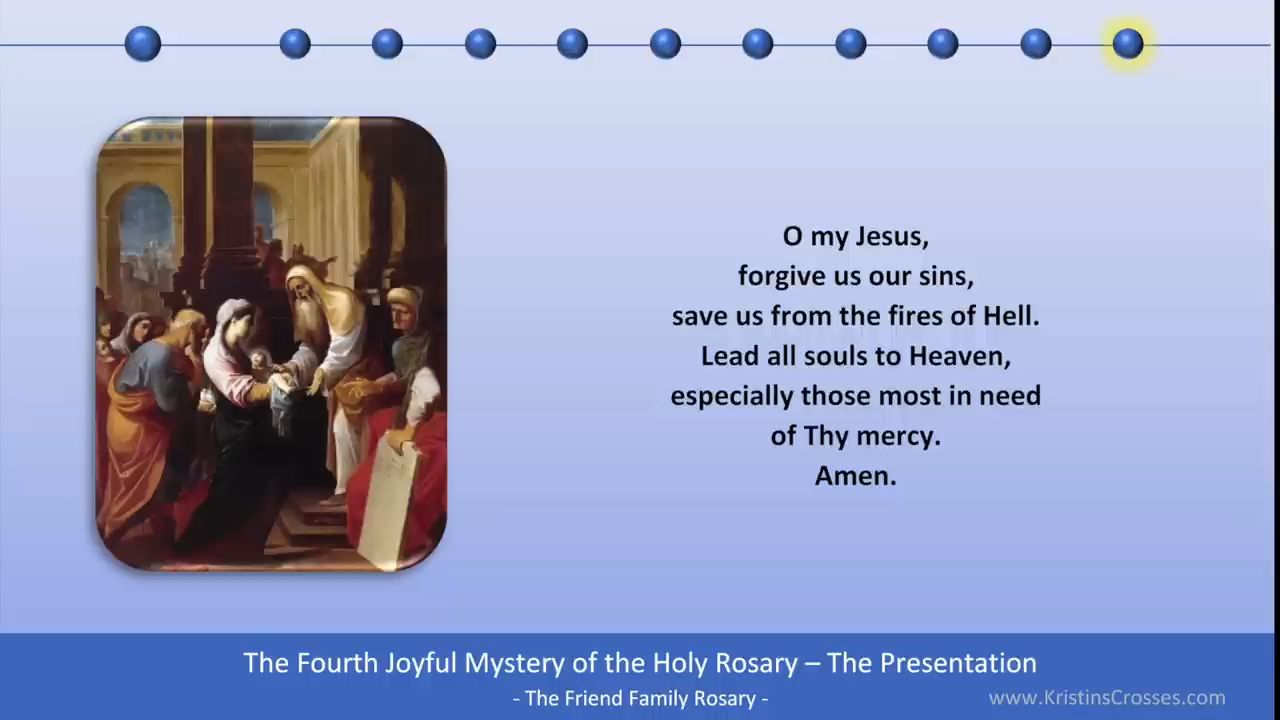 O my Jesus,
forgive us our sins,
save us from the fires of Hell.
Lead all souls to Heaven,
especially those most in need
of Thy mercy.
Amen.
The Fourth Joyful Mystery of the Holy Rosary – The Presentation
- The Friend Family Rosary -
www.KristinsCrosses.com